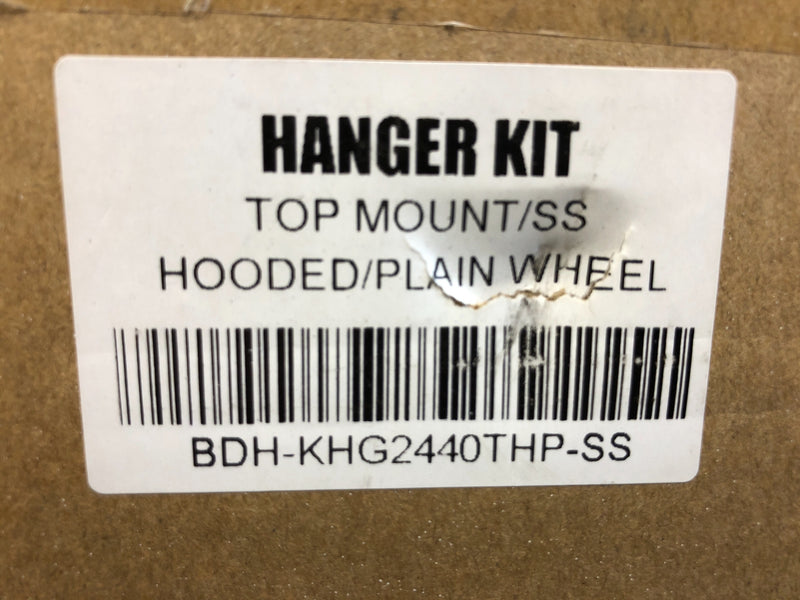 HANGER KIT
TOP MOUNT/SS
HOODED/PLAIN WHEEL
BDH-KHG2440THP-SS